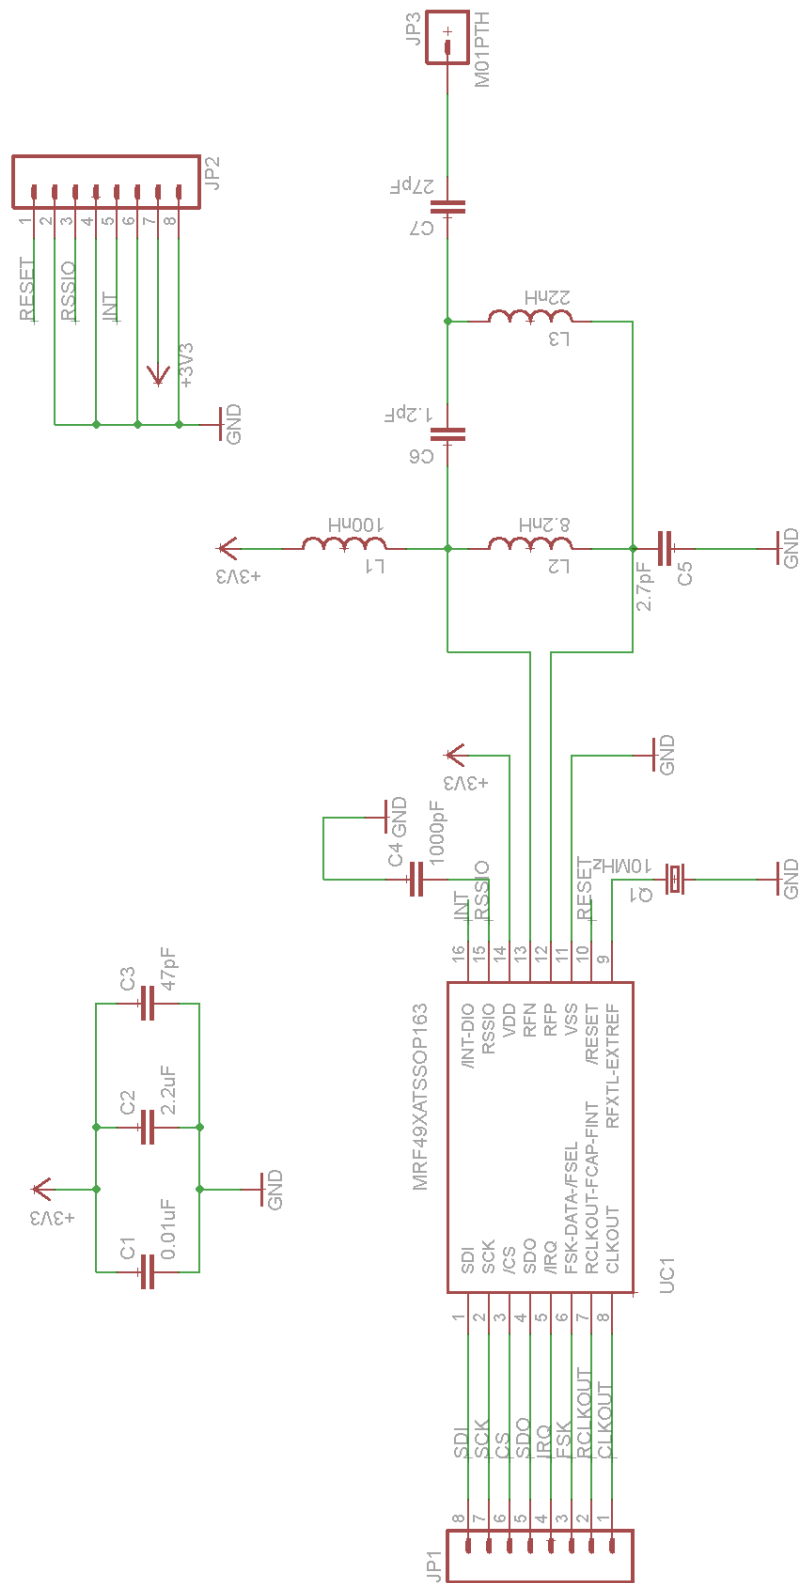 JP3
M01PTH
27pF
C7
JP2
1
2
3
4
5
6
7
8
RESET
RSSIO
INT
+3V3
GND
22nH
L3
1.2pF
C6
100nH
L1
+3V3
8.2nH
L2
2.7pF
C5
GND
+3V3
GND
GND
C4
1000pF
INT
RSSIO
RESET
10MHz
Q1
GND
16
15
14
13
12
11
10
9
C3
47pF
C2
2.2uF
C1
0.01uF
+3V3
GND
MRF49XATSSOP163
/INT-DIO
RSSIO
VDD
RFN
RFP
VSS
/RESET
RFXTL-EXTREF
SDI
SCK
/CS
SDO
/IRQ
FSK-DATA-/FSEL
RCLKOUT-FCAP-FINT
CLKOUT
UC1
1
2
3
4
5
6
7
8
SDI
SCK
CS
SDO
IRQ
FSK
RCLKOUT
CLKOUT
8
7
6
5
4
3
2
1
JP1